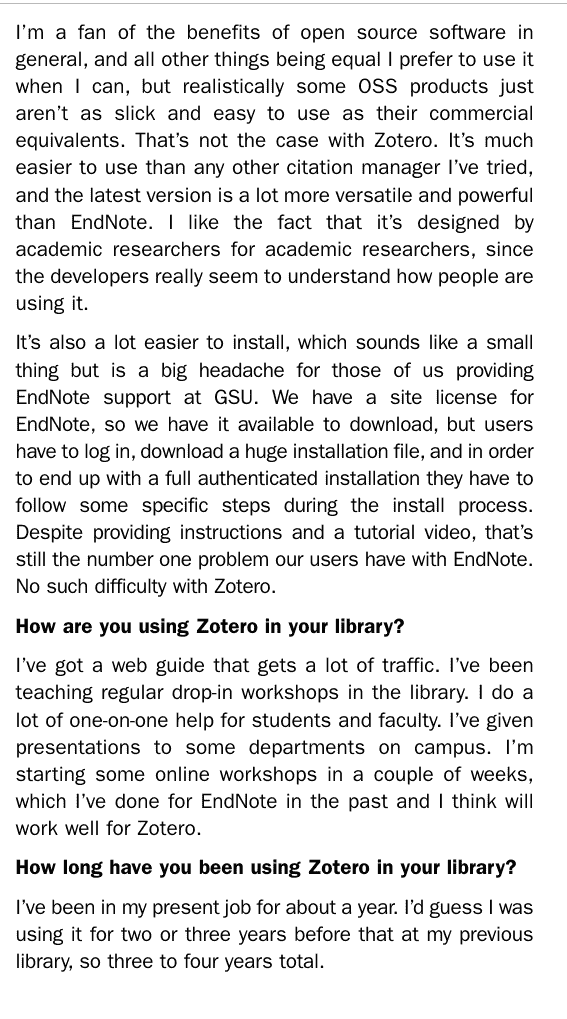 I’m a fan of the benefits of open source software in
general, and all other things being equal I prefer to use it
when I can, but realistically some OSS products just
aren’t as slick and easy to use as their commercial
equivalents. That’s not the case with Zotero. It’s much
easier to use than any other citation manager I’ve tried,
and the latest version is a lot more versatile and powerful
than EndNote. I like the fact that it’s designed by
academic researchers for academic researchers, since
the developers really seem to understand how people are
using it.
It’s also a lot easier to install, which sounds like a small
thing but is a big headache for those of us providing
EndNote support at GSU. We have a site license for
EndNote, so we have it available to download, but users
have to log in, download a huge installation file, and in order
to end up with a full authenticated installation they have to
follow some specific steps during the install process.
Despite providing instructions and a tutorial video, that’s
still the number one problem our users have with EndNote.
No such difficulty with Zotero.
How are you using Zotero in your library?
I’ve got a web guide that gets a lot of traffic. I’ve been
teaching regular drop-in workshops in the library. I do a
lot of one-on-one help for students and faculty. I’ve given
presentations to some departments on campus. I’m
starting some online workshops in a couple of weeks,
which I’ve done for EndNote in the past and I think will
work well for Zotero.
How long have you been using Zotero in your library?
I’ve been in my present job for about a year. I’d guess I was
using it for two or three years before that at my previous
library, so three to four years total.